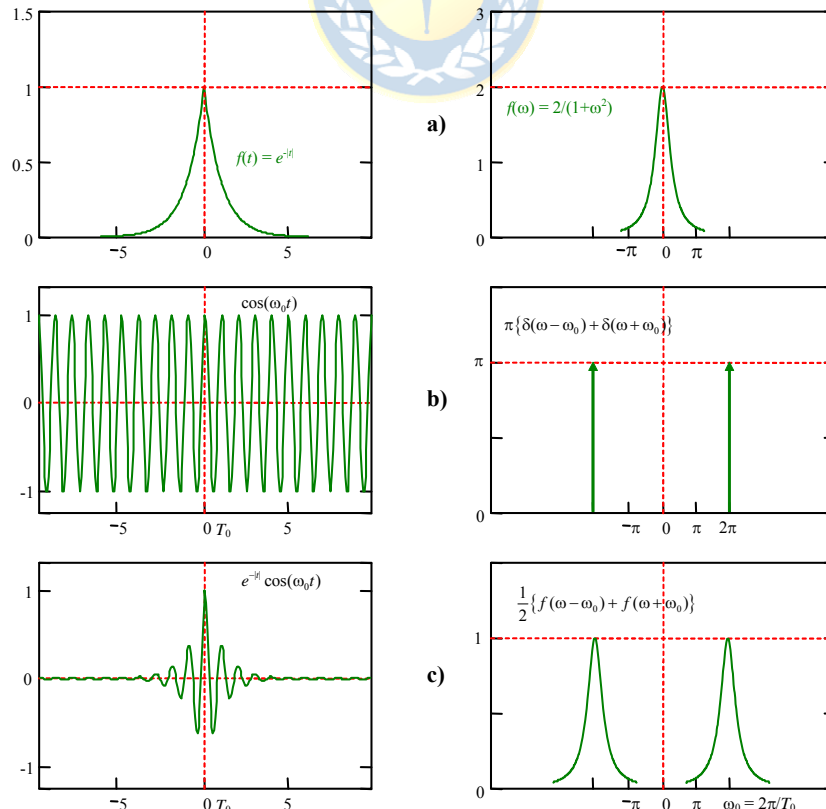 1.5
1
0.5
0
−5
0
5
f(t) = e^{-|t|}
a)
3
2
1
0
−π
0
π
f(ω) = 2/(1+ω²)
1
0
-1
−5
0 T₀
5
cos(ω₀t)
b)
π{δ(ω−ω₀) + δ(ω+ω₀)}
π
0
−π
0
π
2π
1
0
-1
−5
0 T₀
5
e^{−|t|} cos(ω₀t)
c)
1/2 {f(ω−ω₀) + f(ω+ω₀)}
1
0
−π
0
π
ω₀ = 2π/T₀